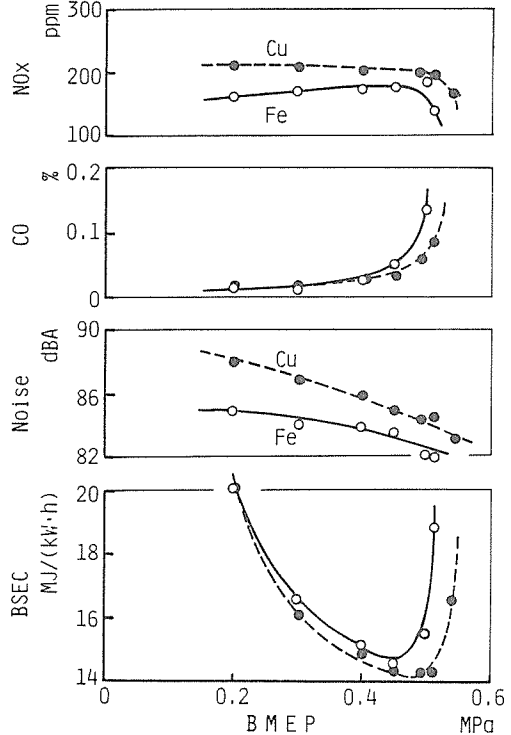 NOx ppm
300
200
100
Cu
Fe
CO %
0.2
0.1
0
Noise dBA
90
86
82
Cu
Fe
BSEC MJ/(kW·h)
20
18
16
14
0 0.2 0.4 0.6
BMEP MPa